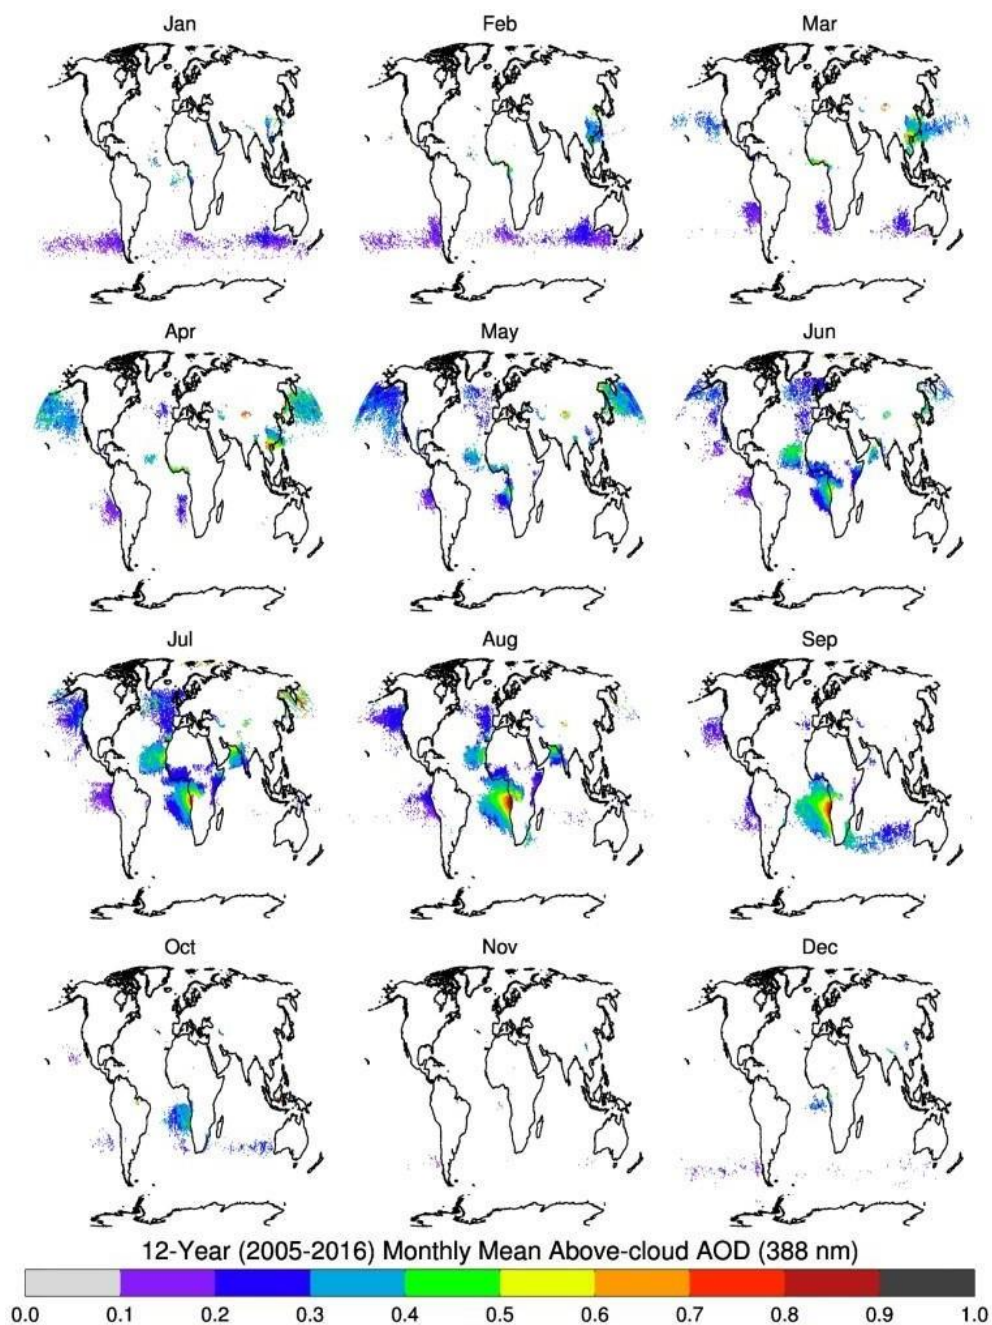 Jan Feb Mar
Apr May Jun
Jul Aug Sep
Oct Nov Dec
12-Year (2005-2016) Monthly Mean Above-cloud AOD (388 nm)
0.0 0.1 0.2 0.3 0.4 0.5 0.6 0.7 0.8 0.9 1.0